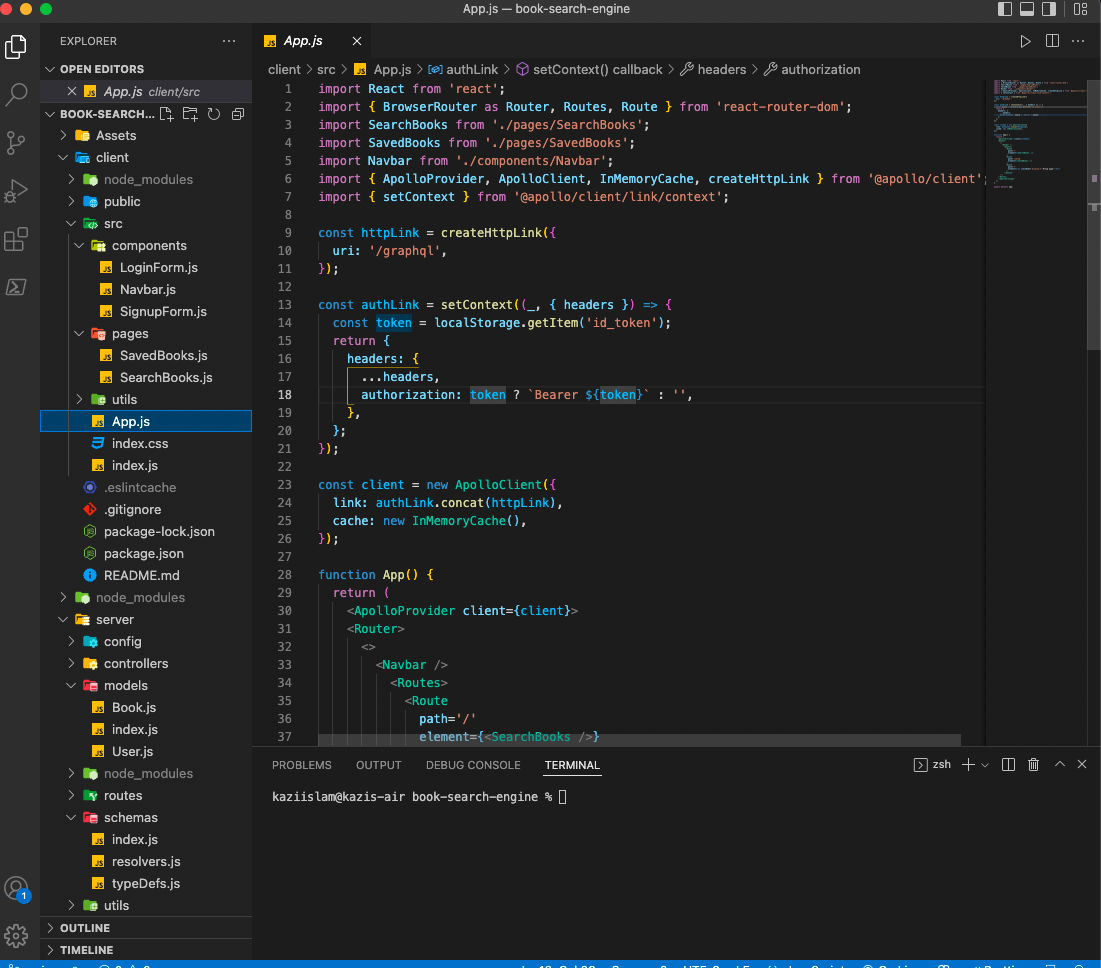 App.js — book-search-engine
EXPLORER
OPEN EDITORS
App.js client/src
BOOK-SEARCH...
Assets
client
node_modules
public
src
components
LoginForm.js
Navbar.js
SignupForm.js
pages
SavedBooks.js
SearchBooks.js
utils
App.js
index.css
index.js
.eslintcache
.gitignore
package-lock.json
package.json
README.md
node_modules
server
config
controllers
models
Book.js
index.js
User.js
node_modules
routes
schemas
index.js
resolvers.js
typeDefs.js
utils
OUTLINE
TIMELINE
1
App.js
client > src > App.js > authLink > setContext() callback > headers > authorization
1 import React from 'react';
2 import { BrowserRouter as Router, Routes, Route } from 'react-router-dom';
3 import SearchBooks from './pages/SearchBooks';
4 import SavedBooks from './pages/SavedBooks';
5 import Navbar from './components/Navbar';
6 import { ApolloProvider, ApolloClient, InMemoryCache, createHttpLink } from '@apollo/client';
7 import { setContext } from '@apollo/client/link/context';
8
9 const httpLink = createHttpLink({
10 uri: '/graphql',
11 });
12
13 const authLink = setContext((_, { headers }) => {
14 const token = localStorage.getItem('id_token');
15 return {
16 headers: {
17 ...headers,
18 authorization: token ? `Bearer ${token}` : '',
19 },
20 };
21 });
22
23 const client = new ApolloClient({
24 link: authLink.concat(httpLink),
25 cache: new InMemoryCache(),
26 });
27
28 function App() {
29 return (
30 <ApolloProvider client={client}>
31 <Router>
32 <>
33 <Navbar />
34 <Routes>
35 <Route
36 path='/'
37 element={<SearchBooks />}
PROBLEMS OUTPUT DEBUG CONSOLE TERMINAL
zsh
kaziislam@kazis-air book-search-engine %